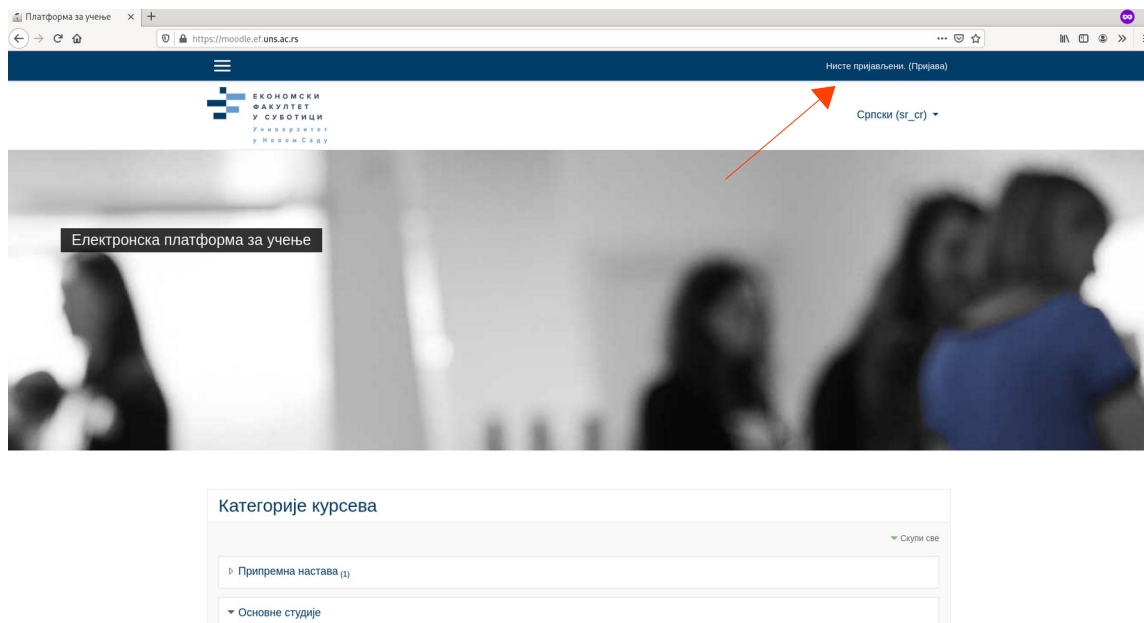 Платформа за учење
https://moodle.ef.uns.ac.rs
Нисте пријављени. (Пријава)
ЕКОНОМСКИ
ФАКУЛТЕТ
У СУБОТИЦИ
Универзитет
у Новом Саду
Српски (sr_cr)
Електронска платформа за учење
Категорије курсева
Скупи све
Припремна настава (1)
Основне студије